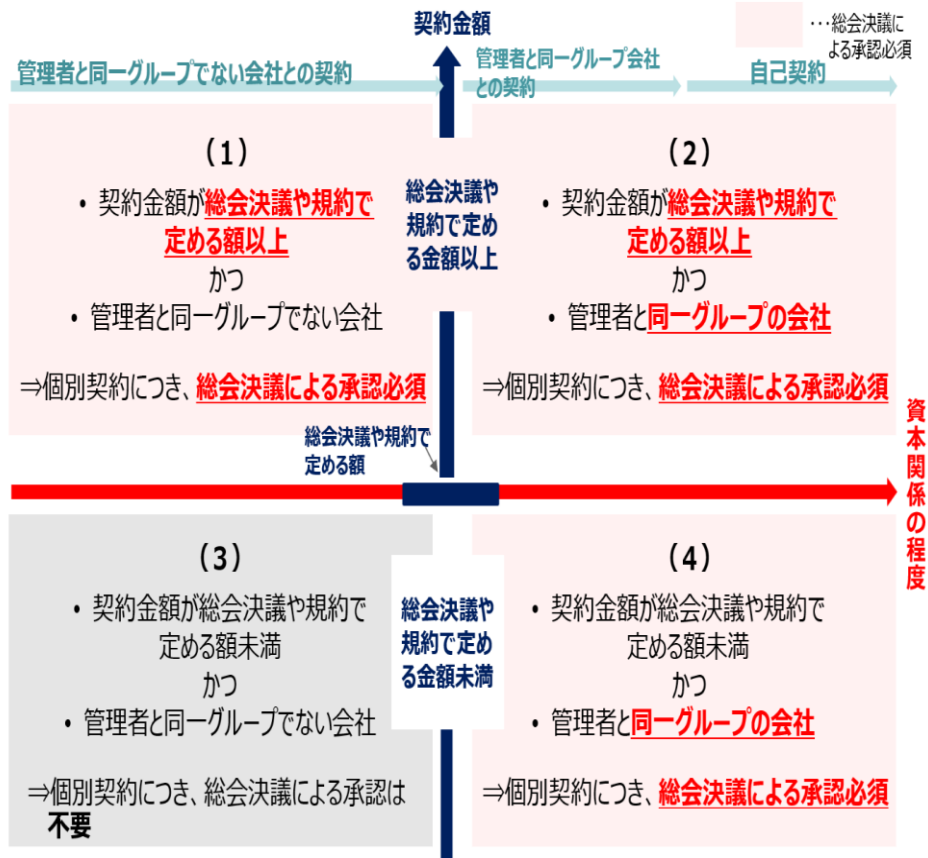 契約金額
・・・総会決議に
よる承認必須
管理者と同一グループでない会社との契約
管理者と同一グループ会社
との契約
自己契約
(1)
• 契約金額が総会決議や規約で
定める額以上
かつ
• 管理者と同一グループでない会社
⇒個別契約につき、総会決議による承認必須
総会決議や
規約で定め
る金額以上
(2)
• 契約金額が総会決議や規約で
定める額以上
かつ
• 管理者と同一グループの会社
⇒個別契約につき、総会決議による承認必須
総会決議や規約で
定める額
資本関係の程度
(3)
• 契約金額が総会決議や規約で
定める額未満
かつ
• 管理者と同一グループでない会社
⇒個別契約につき、総会決議による承認は
不要
総会決議や
規約で定め
る金額未満
(4)
• 契約金額が総会決議や規約で
定める額未満
かつ
• 管理者と同一グループの会社
⇒個別契約につき、総会決議による承認必須